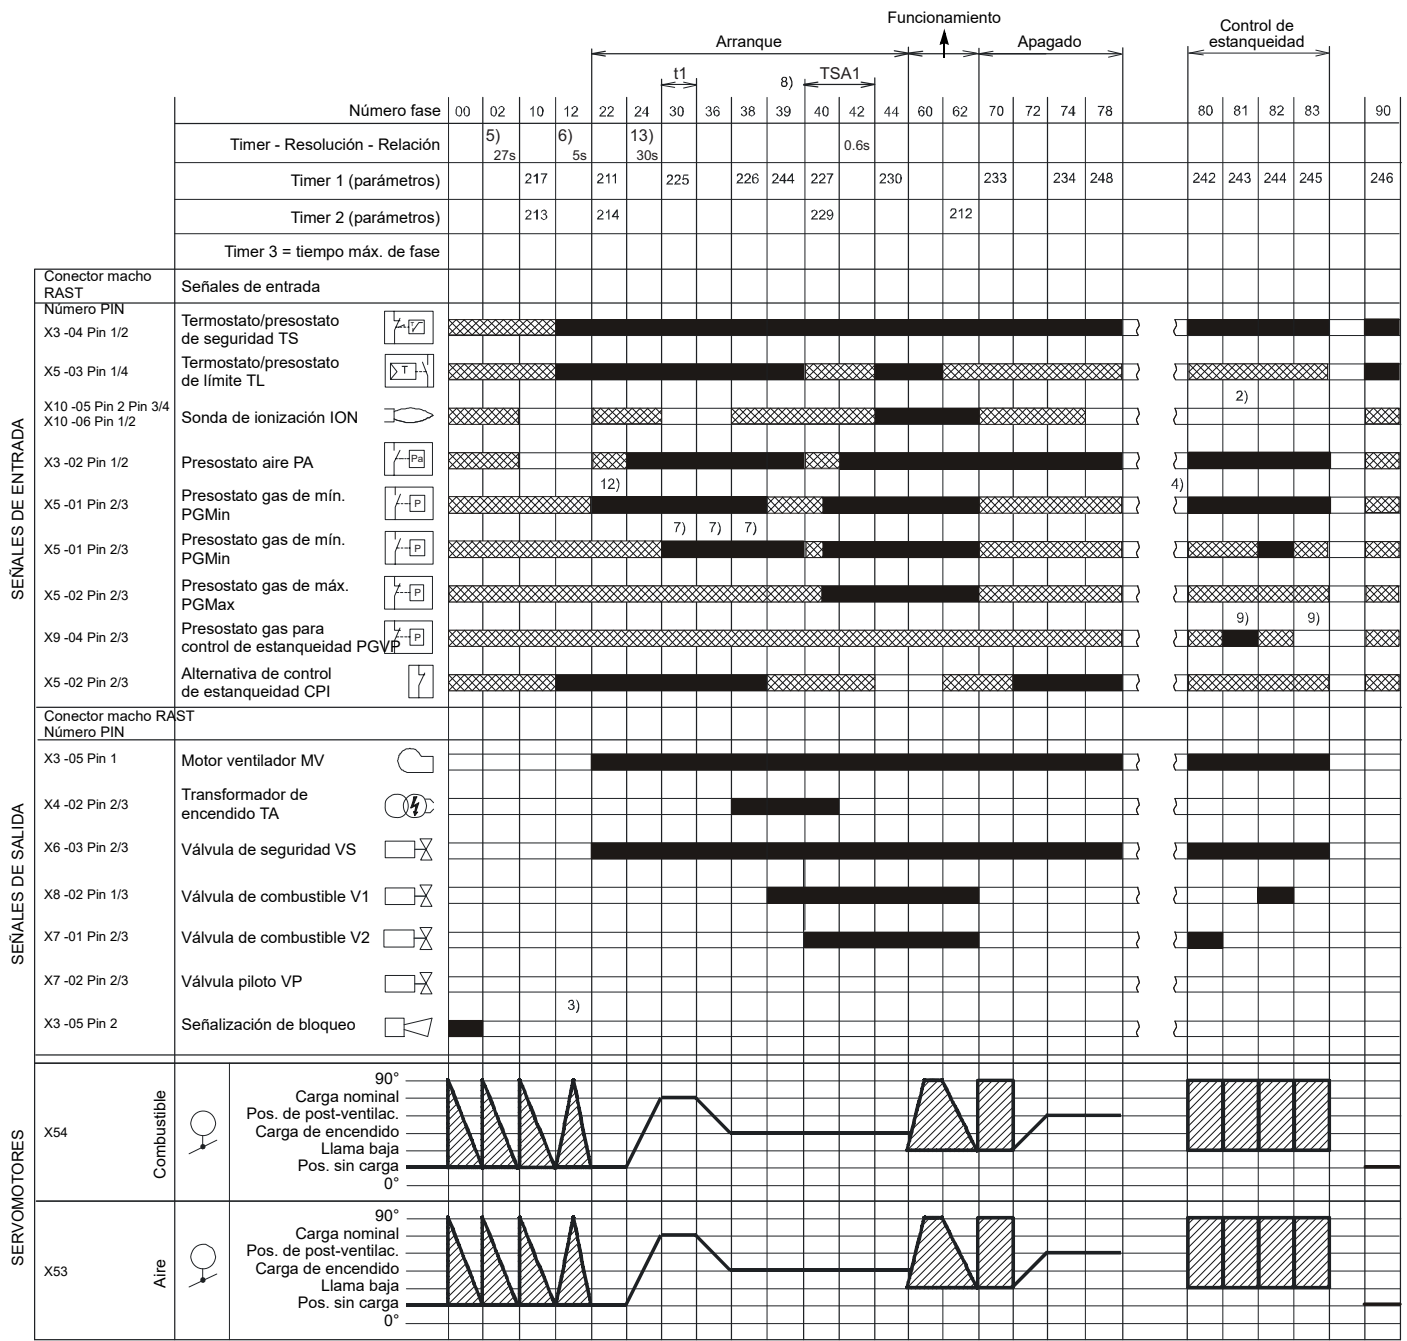 Funcionamiento
Arranque
Apagado
Control de
estanqueidad
t1
8)
TSA1
Número fase 00 02 10 12 22 24 30 36 38 39 40 42 44 60 62 70 72 74 78 80 81 82 83 90
Timer - Resolución - Relación 5) 27s 6) 5s 13) 30s 0.6s
Timer 1 (parámetros) 217 211 225 226 244 227 230 233 234 248 242 243 244 245 246
Timer 2 (parámetros) 213 214 229 212
Timer 3 = tiempo máx. de fase
Conector macho
RAST
Número PIN
Señales de entrada
SEÑALES DE ENTRADA
X3 -04 Pin 1/2
Termostato/presostato
de seguridad TS
X5 -03 Pin 1/4
Termostato/presostato
de límite TL
T
2)
X10 -05 Pin 2 Pin 3/4
X10 -06 Pin 1/2
Sonda de ionización ION
X3 -02 Pin 1/2
Presostato aire PA
Pa
12)
4)
X5 -01 Pin 2/3
Presostato gas de mín.
PGMin
P
7) 7) 7)
X5 -01 Pin 2/3
Presostato gas de mín.
PGMin
P
X5 -02 Pin 2/3
Presostato gas de máx.
PGMax
P
9) 9)
X9 -04 Pin 2/3
Presostato gas para
control de estanqueidad PGVP
P
X5 -02 Pin 2/3
Alternativa de control
de estanqueidad CPI
Conector macho RAST
Número PIN
SEÑALES DE SALIDA
X3 -05 Pin 1
Motor ventilador MV
X4 -02 Pin 2/3
Transformador de
encendido TA
X6 -03 Pin 2/3
Válvula de seguridad VS
X8 -02 Pin 1/3
Válvula de combustible V1
X7 -01 Pin 2/3
Válvula de combustible V2
X7 -02 Pin 2/3
Válvula piloto VP
3)
X3 -05 Pin 2
Señalización de bloqueo
SERVOMOTORES
X54
Combustible
90°
Carga nominal
Pos. de post-ventilac.
Carga de encendido
Llama baja
Pos. sin carga
0°
X53
Aire
90°
Carga nominal
Pos. de post-ventilac.
Carga de encendido
Llama baja
Pos. sin carga
0°